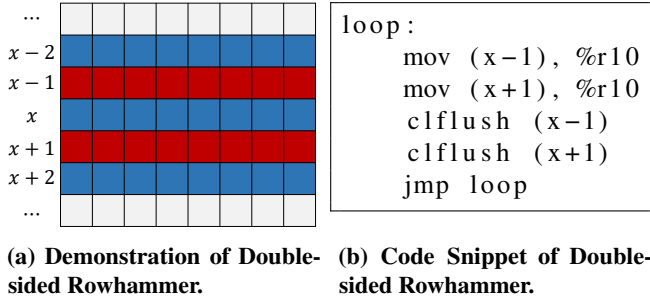 ...
x − 2
x − 1
x
x + 1
x + 2
...
loop:
mov (x−1), %r10
mov (x+1), %r10
clflush (x−1)
clflush (x+1)
jmp loop
(a) Demonstration of Double-
sided Rowhammer.
(b) Code Snippet of Double-
sided Rowhammer.